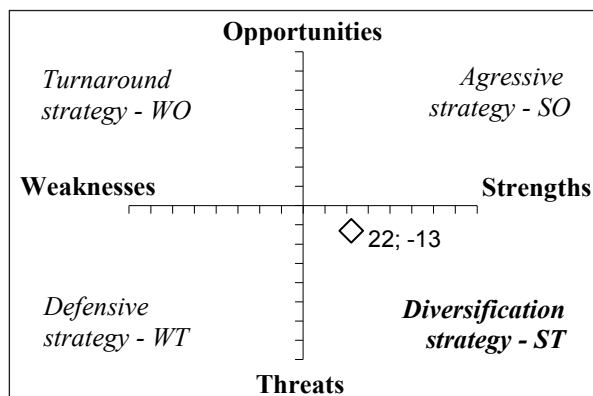 Opportunities
Turnaround
strategy - WO
Agressive
strategy - SO
Weaknesses
Strengths
22; -13
Defensive
strategy - WT
Diversification
strategy - ST
Threats